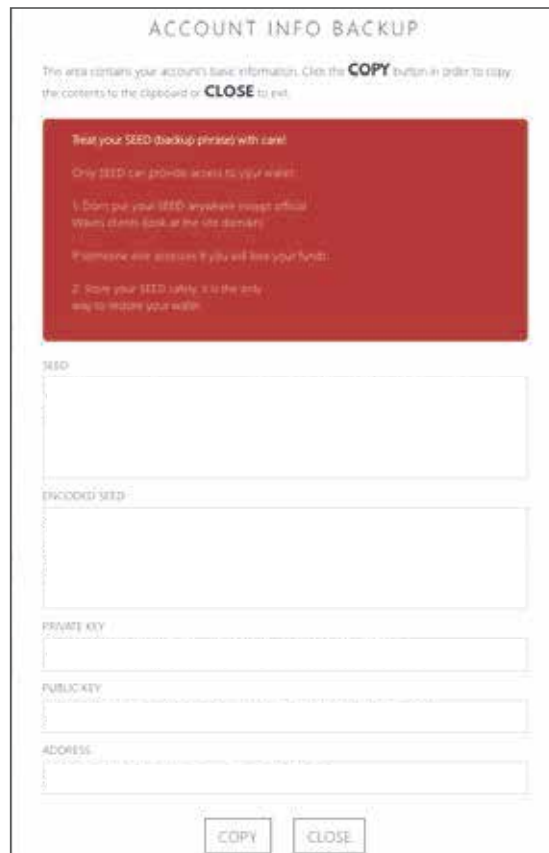 ACCOUNT INFO BACKUP
This area contains your account's basic information. Click the COPY button in order to copy
the contents to the clipboard or CLOSE to exit.
Treat your SEED (backup phrase) with care!
Only SEED can provide access to your wallet.
1. Don't put your SEED anywhere except official
Waves clients (look at the site domain).
If someone else accesses it you will lose your funds.
2. Store your SEED safely, it is the only
way to restore your wallet.
SEED
ENCODED SEED
PRIVATE KEY
PUBLIC KEY
ADDRESS
COPY
CLOSE